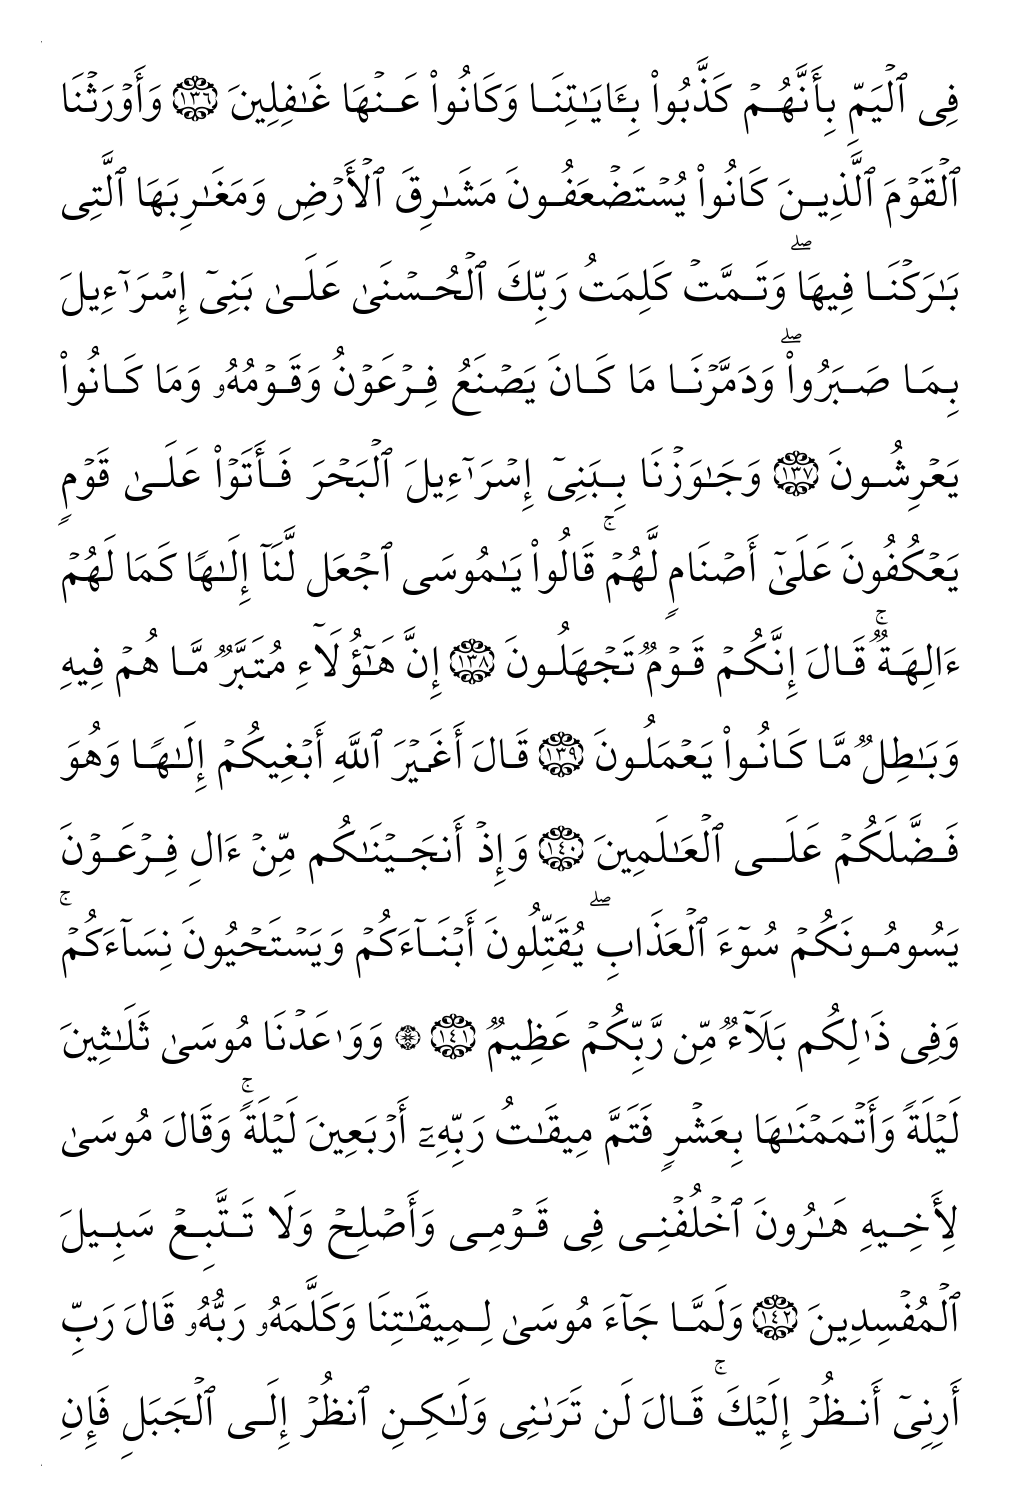 فِى ٱلْيَمِّ بِأَنَّهُمْ كَذَّبُوا۟ بِـَٔايَـٰتِنَا وَكَانُوا۟ عَنْهَا غَـٰفِلِينَ ١٣٦ وَأَوْرَثْنَا
ٱلْقَوْمَ ٱلَّذِينَ كَانُوا۟ يُسْتَضْعَفُونَ مَشَـٰرِقَ ٱلْأَرْضِ وَمَغَـٰرِبَهَا ٱلَّتِى
بَـٰرَكْنَا فِيهَا ۖ وَتَمَّتْ كَلِمَتُ رَبِّكَ ٱلْحُسْنَىٰ عَلَىٰ بَنِىٓ إِسْرَٰٓءِيلَ
بِمَا صَبَرُوا۟ ۖ وَدَمَّرْنَا مَا كَانَ يَصْنَعُ فِرْعَوْنُ وَقَوْمُهُۥ وَمَا كَانُوا۟
يَعْرِشُونَ ١٣٧ وَجَـٰوَزْنَا بِبَنِىٓ إِسْرَٰٓءِيلَ ٱلْبَحْرَ فَأَتَوْا۟ عَلَىٰ قَوْمٍ
يَعْكُفُونَ عَلَىٰٓ أَصْنَامٍ لَّهُمْ ۚ قَالُوا۟ يَـٰمُوسَى ٱجْعَل لَّنَآ إِلَـٰهًا كَمَا لَهُمْ
ءَالِهَةٌ ۚ قَالَ إِنَّكُمْ قَوْمٌ تَجْهَلُونَ ١٣٨ إِنَّ هَـٰٓؤُلَآءِ مُتَبَّرٌ مَّا هُمْ فِيهِ
وَبَـٰطِلٌ مَّا كَانُوا۟ يَعْمَلُونَ ١٣٩ قَالَ أَغَيْرَ ٱللَّهِ أَبْغِيكُمْ إِلَـٰهًا وَهُوَ
فَضَّلَكُمْ عَلَى ٱلْعَـٰلَمِينَ ١٤٠ وَإِذْ أَنجَيْنَـٰكُم مِّنْ ءَالِ فِرْعَوْنَ
يَسُومُونَكُمْ سُوٓءَ ٱلْعَذَابِ ۖ يُقَتِّلُونَ أَبْنَآءَكُمْ وَيَسْتَحْيُونَ نِسَآءَكُمْ ۚ
وَفِى ذَٰلِكُم بَلَآءٌ مِّن رَّبِّكُمْ عَظِيمٌ ١٤١ ۞ وَوَٰعَدْنَا مُوسَىٰ ثَلَـٰثِينَ
لَيْلَةً وَأَتْمَمْنَـٰهَا بِعَشْرٍ فَتَمَّ مِيقَـٰتُ رَبِّهِۦٓ أَرْبَعِينَ لَيْلَةً ۚ وَقَالَ مُوسَىٰ
لِأَخِيهِ هَـٰرُونَ ٱخْلُفْنِى فِى قَوْمِى وَأَصْلِحْ وَلَا تَتَّبِعْ سَبِيلَ
ٱلْمُفْسِدِينَ ١٤٢ وَلَمَّا جَآءَ مُوسَىٰ لِمِيقَـٰتِنَا وَكَلَّمَهُۥ رَبُّهُۥ قَالَ رَبِّ
أَرِنِىٓ أَنظُرْ إِلَيْكَ ۚ قَالَ لَن تَرَىٰنِى وَلَـٰكِنِ ٱنظُرْ إِلَى ٱلْجَبَلِ فَإِنِ